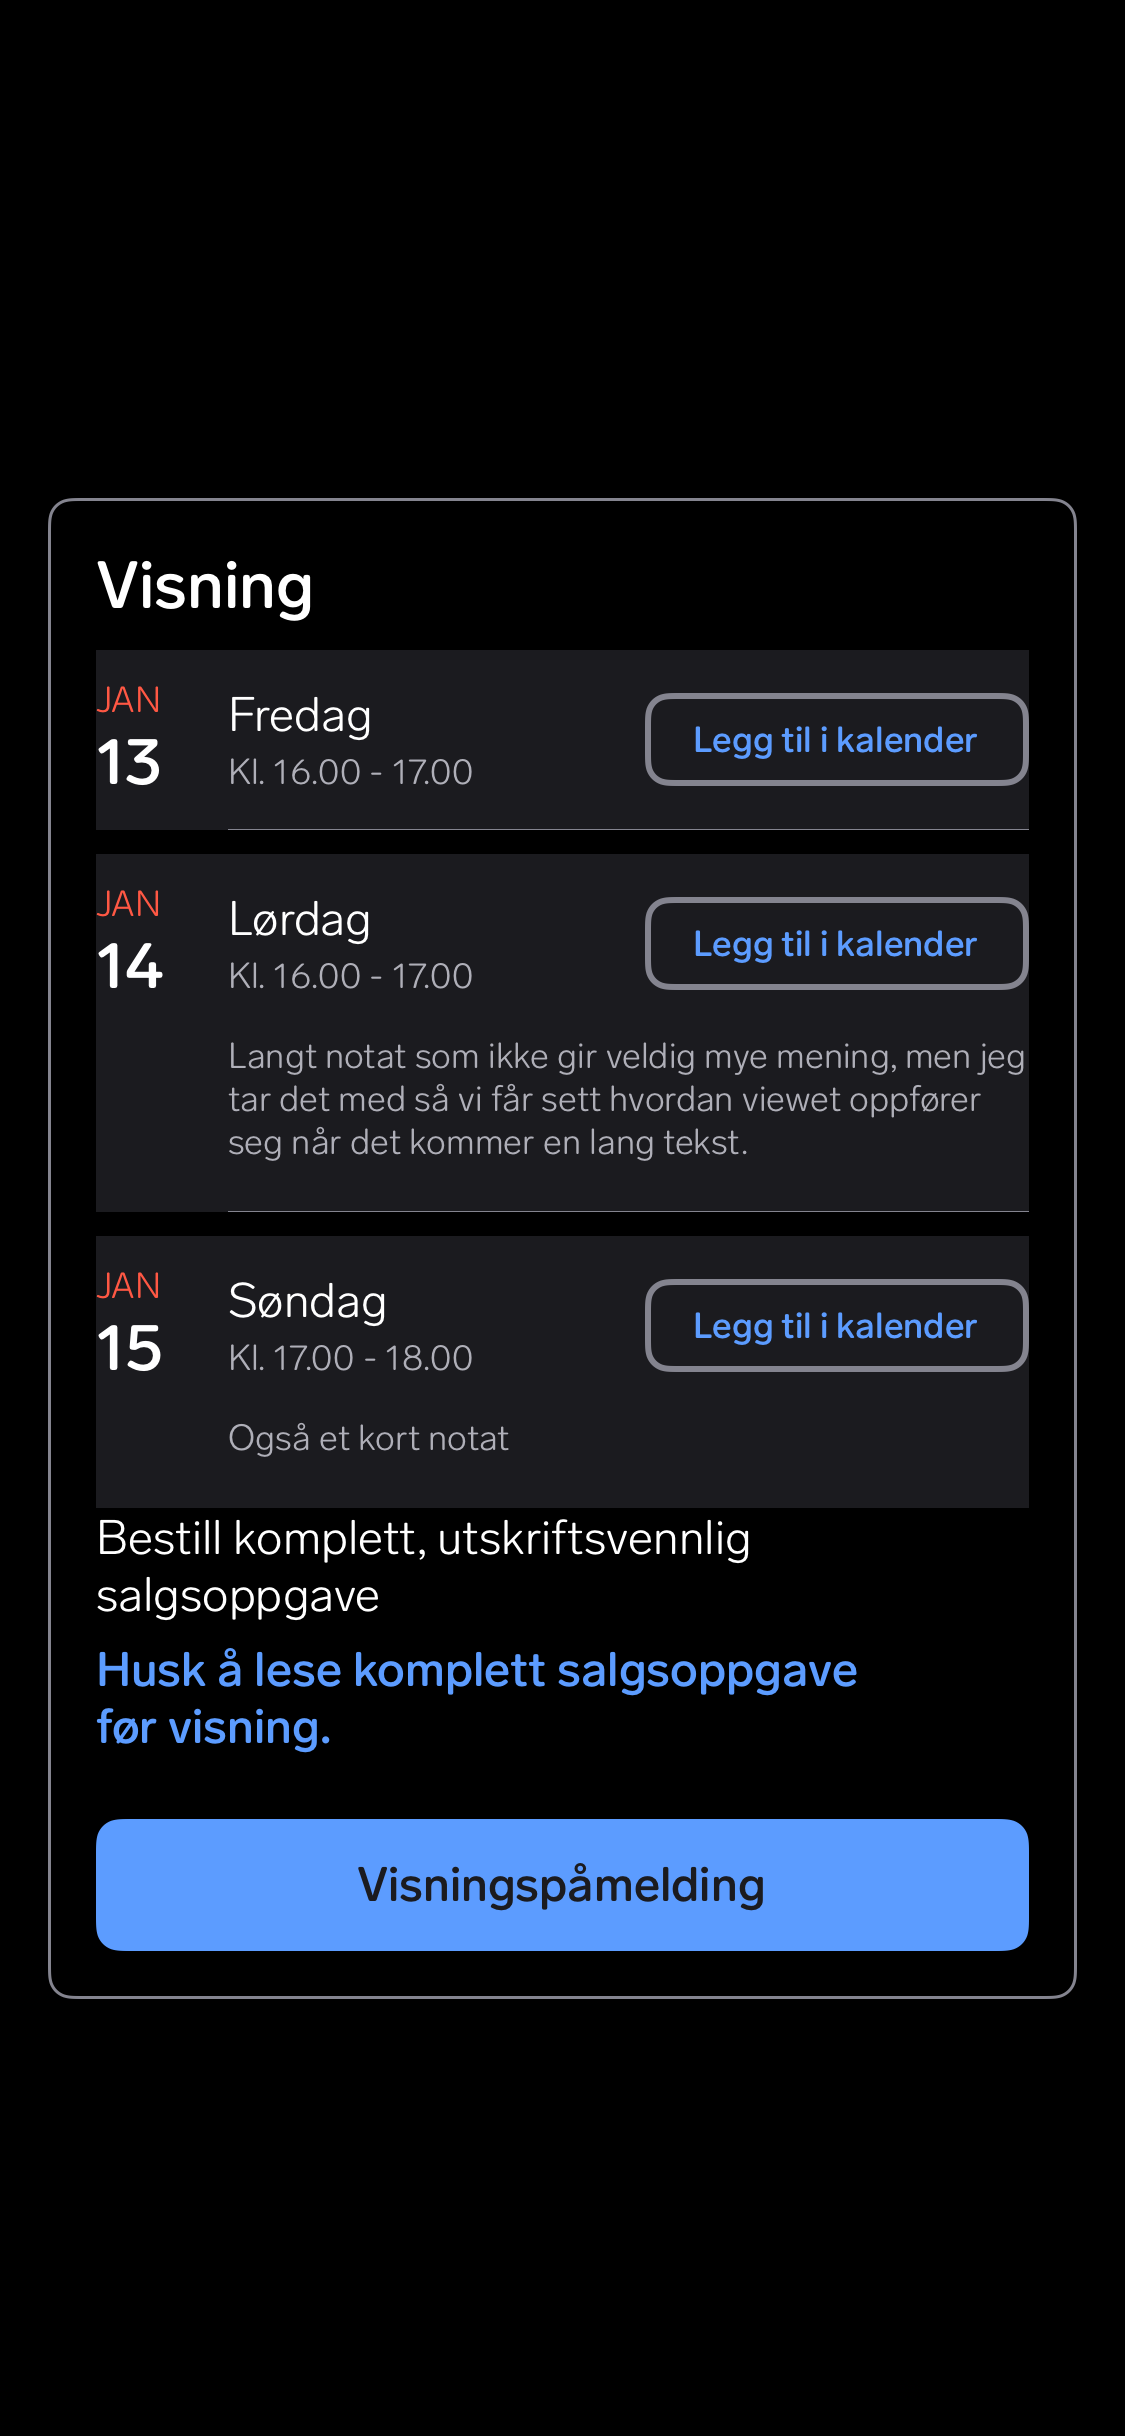 Visning
JAN
13
Fredag
Kl. 16.00 - 17.00
Legg til i kalender
JAN
14
Lørdag
Kl. 16.00 - 17.00
Legg til i kalender
Langt notat som ikke gir veldig mye mening, men jeg
tar det med så vi får sett hvordan viewet oppfører
seg når det kommer en lang tekst.
JAN
15
Søndag
Kl. 17.00 - 18.00
Legg til i kalender
Også et kort notat
Bestill komplett, utskriftsvennlig
salgsoppgave
Husk å lese komplett salgsoppgave
før visning.
Visningspåmelding